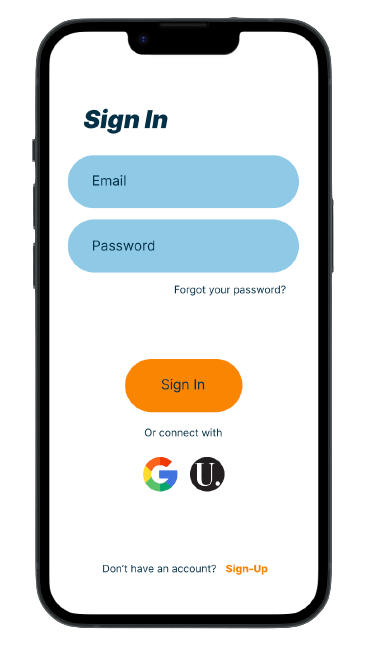 Sign In
Email
Password
Forgot your password?
Sign In
Or connect with
G U.
Don't have an account? Sign-Up